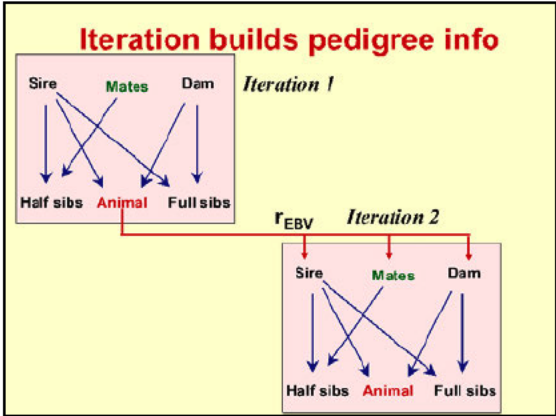 Iteration builds pedigree info
Sire Mates Dam Iteration 1
Half sibs Animal Full sibs
rEBV Iteration 2
Sire Mates Dam
Half sibs Animal Full sibs